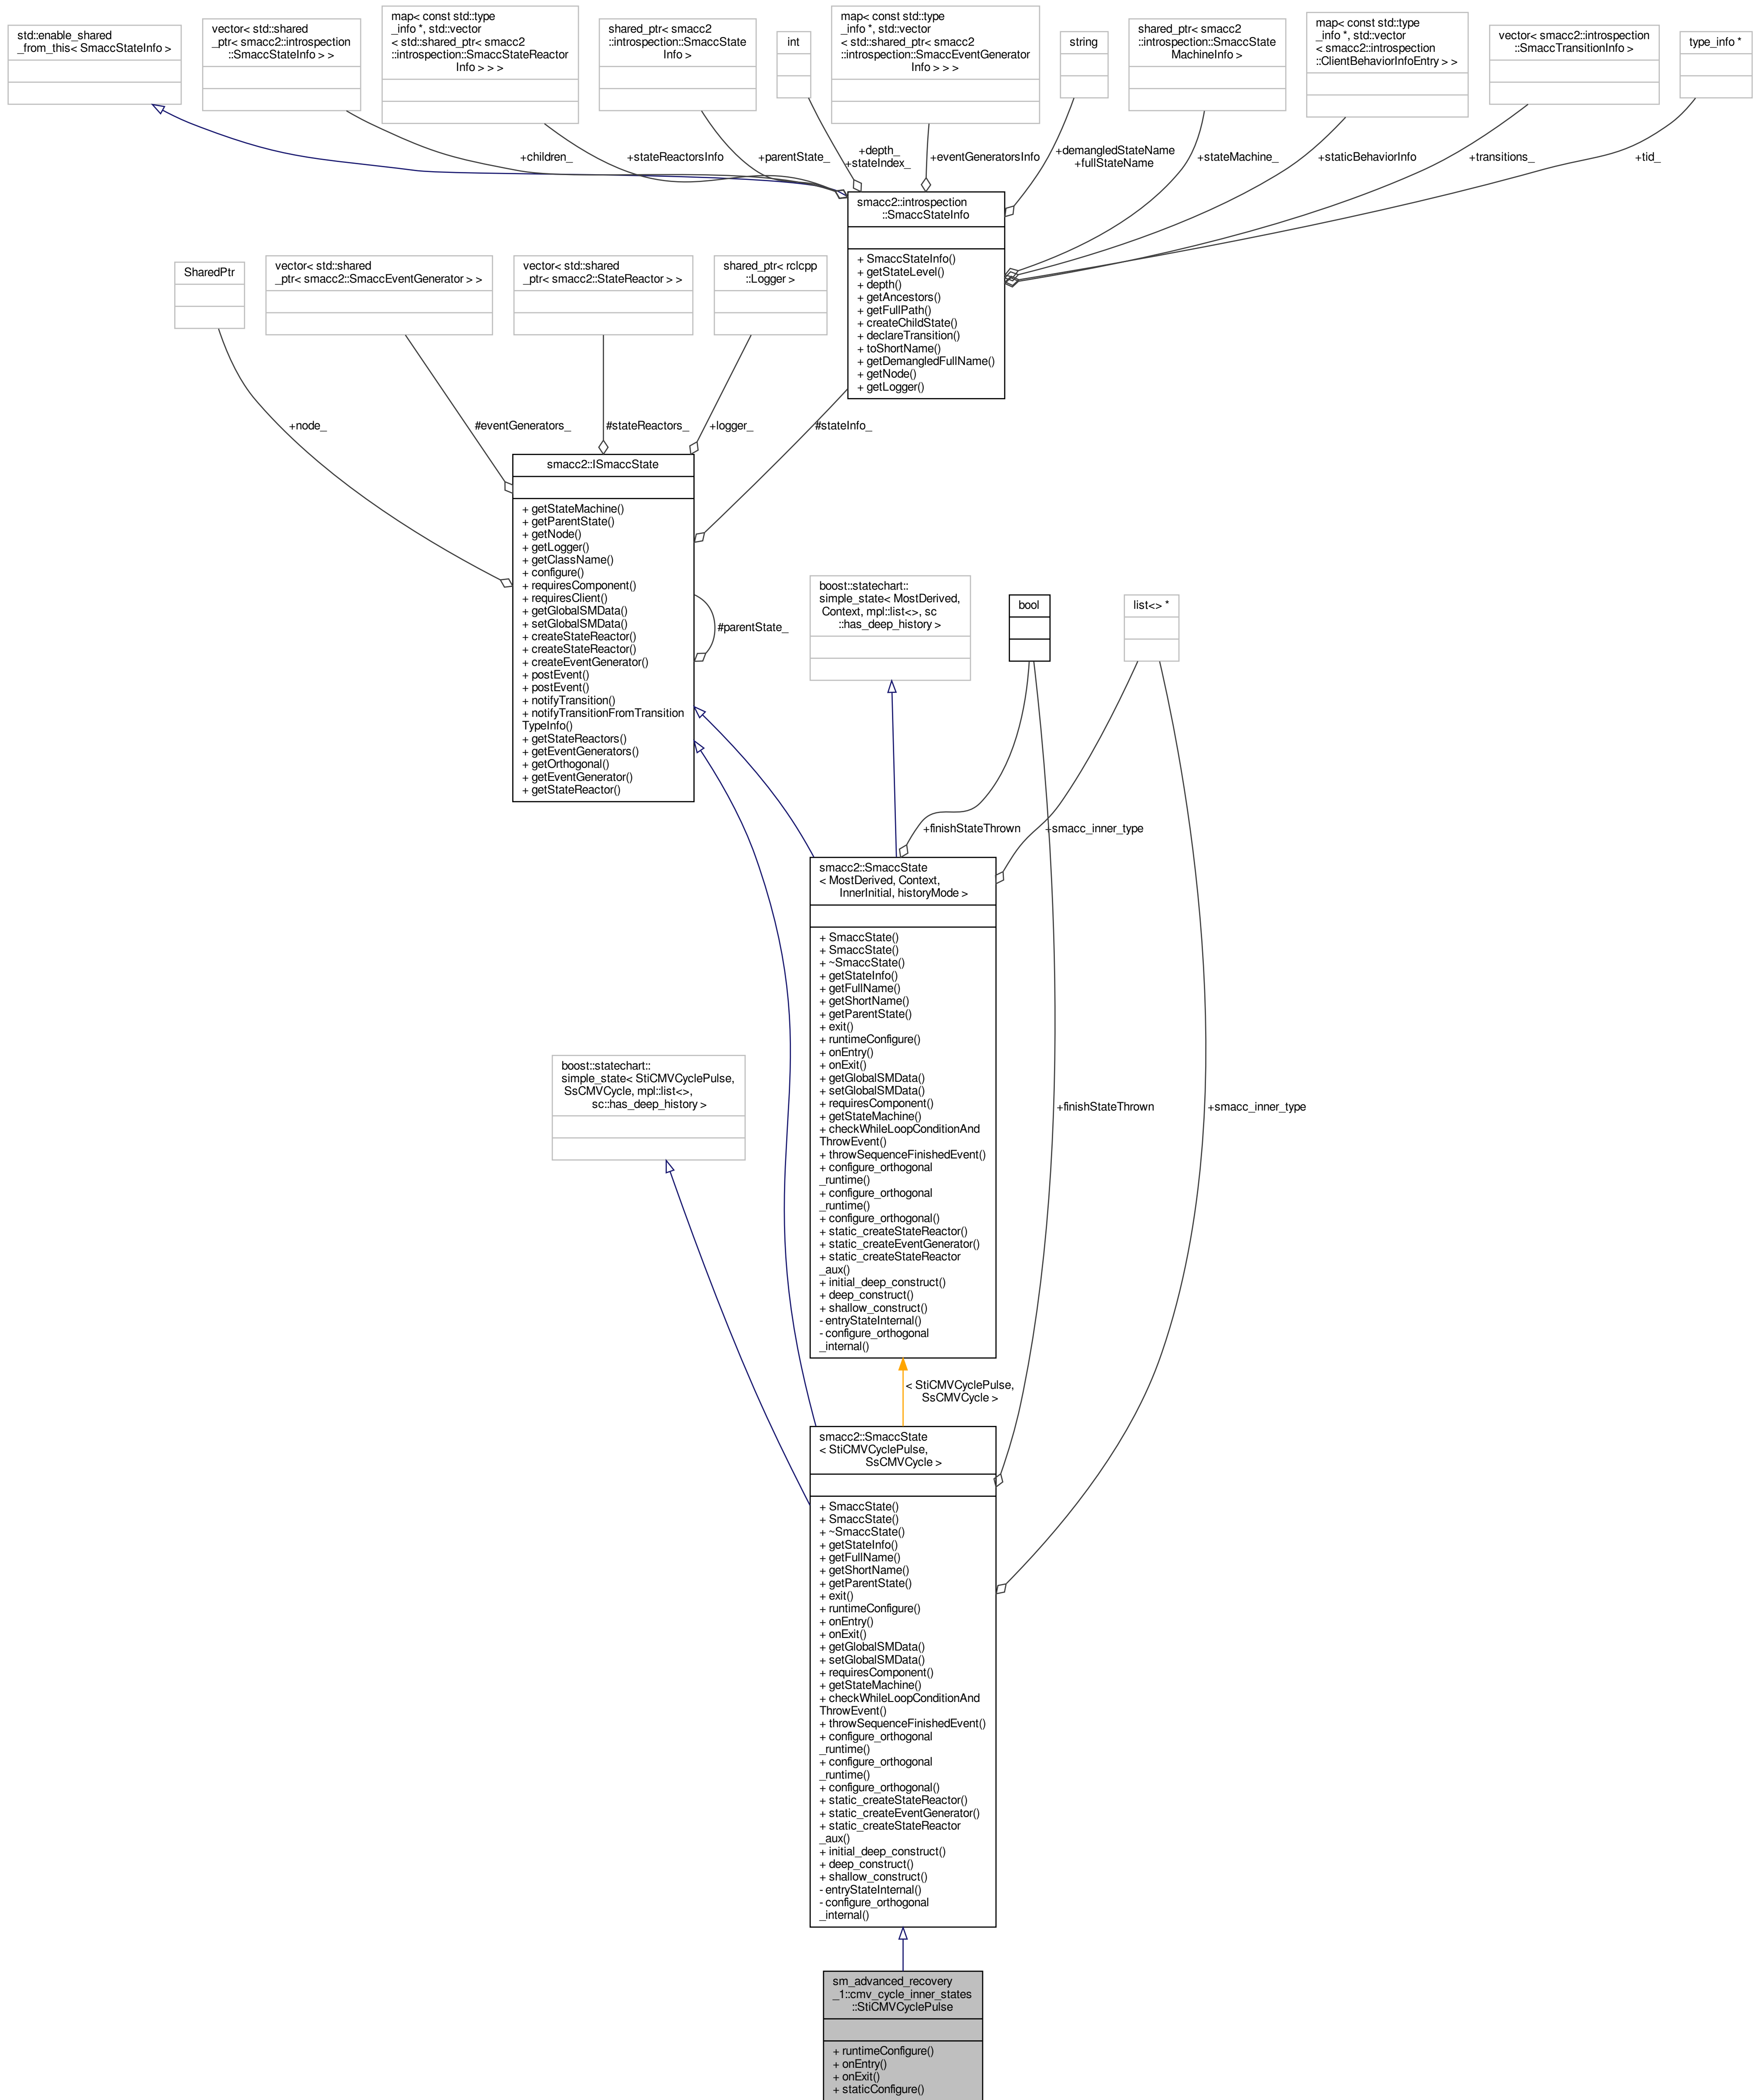 std::enable_shared
_from_this< SmaccStateInfo >
vector< std::shared
_ptr< smacc2::introspection
::SmaccStateInfo > >
map< const std::type
_info *, std::vector
< std::shared_ptr< smacc2
::introspection::SmaccStateReactor
Info > > >
shared_ptr< smacc2
::introspection::SmaccState
Info >
int
map< const std::type
_info *, std::vector
< std::shared_ptr< smacc2
::introspection::SmaccEventGenerator
Info > > >
string
shared_ptr< smacc2
::introspection::SmaccState
MachineInfo >
map< const std::type
_info *, std::vector
< smacc2::introspection
::ClientBehaviorInfoEntry > >
vector< smacc2::introspection
::SmaccTransitionInfo >
type_info *
+children_
+stateReactorsInfo
+parentState_
+depth_
+stateIndex_
+eventGeneratorsInfo
+demangledStateName
+fullStateName
+stateMachine_
+staticBehaviorInfo
+transitions_
+tid_
smacc2::introspection
::SmaccStateInfo
+ SmaccStateInfo()
+ getStateLevel()
+ depth()
+ getAncestors()
+ getFullPath()
+ createChildState()
+ declareTransition()
+ toShortName()
+ getDemangledFullName()
+ getNode()
+ getLogger()
SharedPtr
vector< std::shared
_ptr< smacc2::SmaccEventGenerator > >
vector< std::shared
_ptr< smacc2::StateReactor > >
shared_ptr< rclcpp
::Logger >
+node_
#eventGenerators_
#stateReactors_
+logger_
#stateInfo_
smacc2::ISmaccState
+ getStateMachine()
+ getParentState()
+ getNode()
+ getLogger()
+ getClassName()
+ configure()
+ requiresComponent()
+ requiresClient()
+ getGlobalSMData()
+ setGlobalSMData()
+ createStateReactor()
+ createStateReactor()
+ createEventGenerator()
+ postEvent()
+ postEvent()
+ notifyTransition()
+ notifyTransitionFromTransition
TypeInfo()
+ getStateReactors()
+ getEventGenerators()
+ getOrthogonal()
+ getEventGenerator()
+ getStateReactor()
#parentState_
boost::statechart::
simple_state< MostDerived,
Context, mpl::list<>, sc
::has_deep_history >
bool
list<> *
+finishStateThrown
+smacc_inner_type
smacc2::SmaccState
< MostDerived, Context,
InnerInitial, historyMode >
+ SmaccState()
+ SmaccState()
+ ~SmaccState()
+ getStateInfo()
+ getFullName()
+ getShortName()
+ getParentState()
+ exit()
+ runtimeConfigure()
+ onEntry()
+ onExit()
+ getGlobalSMData()
+ setGlobalSMData()
+ requiresComponent()
+ getStateMachine()
+ checkWhileLoopConditionAnd
ThrowEvent()
+ throwSequenceFinishedEvent()
+ configure_orthogonal
_runtime()
+ configure_orthogonal
_runtime()
+ configure_orthogonal()
+ static_createStateReactor()
+ static_createEventGenerator()
+ static_createStateReactor
_aux()
+ initial_deep_construct()
+ deep_construct()
+ shallow_construct()
- entryStateInternal()
- configure_orthogonal
_internal()
boost::statechart::
simple_state< StiCMVCyclePulse,
SsCMVCycle, mpl::list<>,
sc::has_deep_history >
+finishStateThrown
+smacc_inner_type
< StiCMVCyclePulse,
SsCMVCycle >
smacc2::SmaccState
< StiCMVCyclePulse,
SsCMVCycle >
+ SmaccState()
+ SmaccState()
+ ~SmaccState()
+ getStateInfo()
+ getFullName()
+ getShortName()
+ getParentState()
+ exit()
+ runtimeConfigure()
+ onEntry()
+ onExit()
+ getGlobalSMData()
+ setGlobalSMData()
+ requiresComponent()
+ getStateMachine()
+ checkWhileLoopConditionAnd
ThrowEvent()
+ throwSequenceFinishedEvent()
+ configure_orthogonal
_runtime()
+ configure_orthogonal
_runtime()
+ configure_orthogonal()
+ static_createStateReactor()
+ static_createEventGenerator()
+ static_createStateReactor
_aux()
+ initial_deep_construct()
+ deep_construct()
+ shallow_construct()
- entryStateInternal()
- configure_orthogonal
_internal()
sm_advanced_recovery
_1::cmv_cycle_inner_states
::StiCMVCyclePulse
+ runtimeConfigure()
+ onEntry()
+ onExit()
+ staticConfigure()